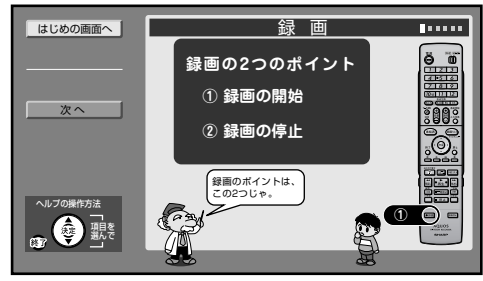 はじめの画面へ
録 画
録画の2つのポイント
① 録画の開始
② 録画の停止
次 へ
録画のポイントは、
この2つじゃ。
①
ヘルプの操作方法
決定
項目を
選んで
終了